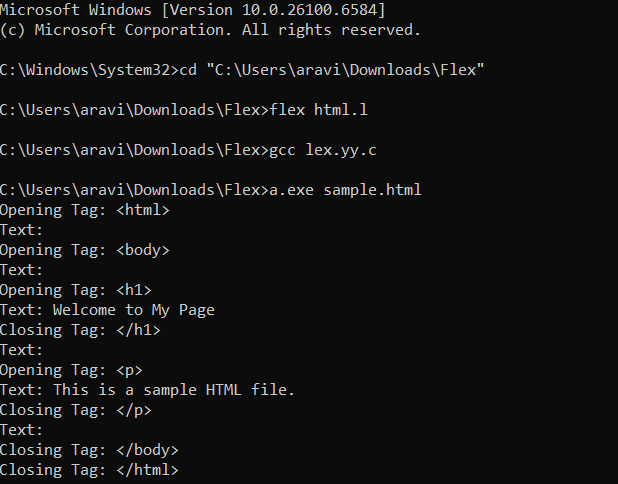 Microsoft Windows [Version 10.0.26100.6584]
(c) Microsoft Corporation. All rights reserved.
C:\Windows\System32>cd "C:\Users\aravi\Downloads\Flex"
C:\Users\aravi\Downloads\Flex>flex html.l
C:\Users\aravi\Downloads\Flex>gcc lex.yy.c
C:\Users\aravi\Downloads\Flex>a.exe sample.html
Opening Tag: <html>
Text:
Opening Tag: <body>
Text:
Opening Tag: <h1>
Text: Welcome to My Page
Closing Tag: </h1>
Text:
Opening Tag: <p>
Text: This is a sample HTML file.
Closing Tag: </p>
Text:
Closing Tag: </body>
Closing Tag: </html>